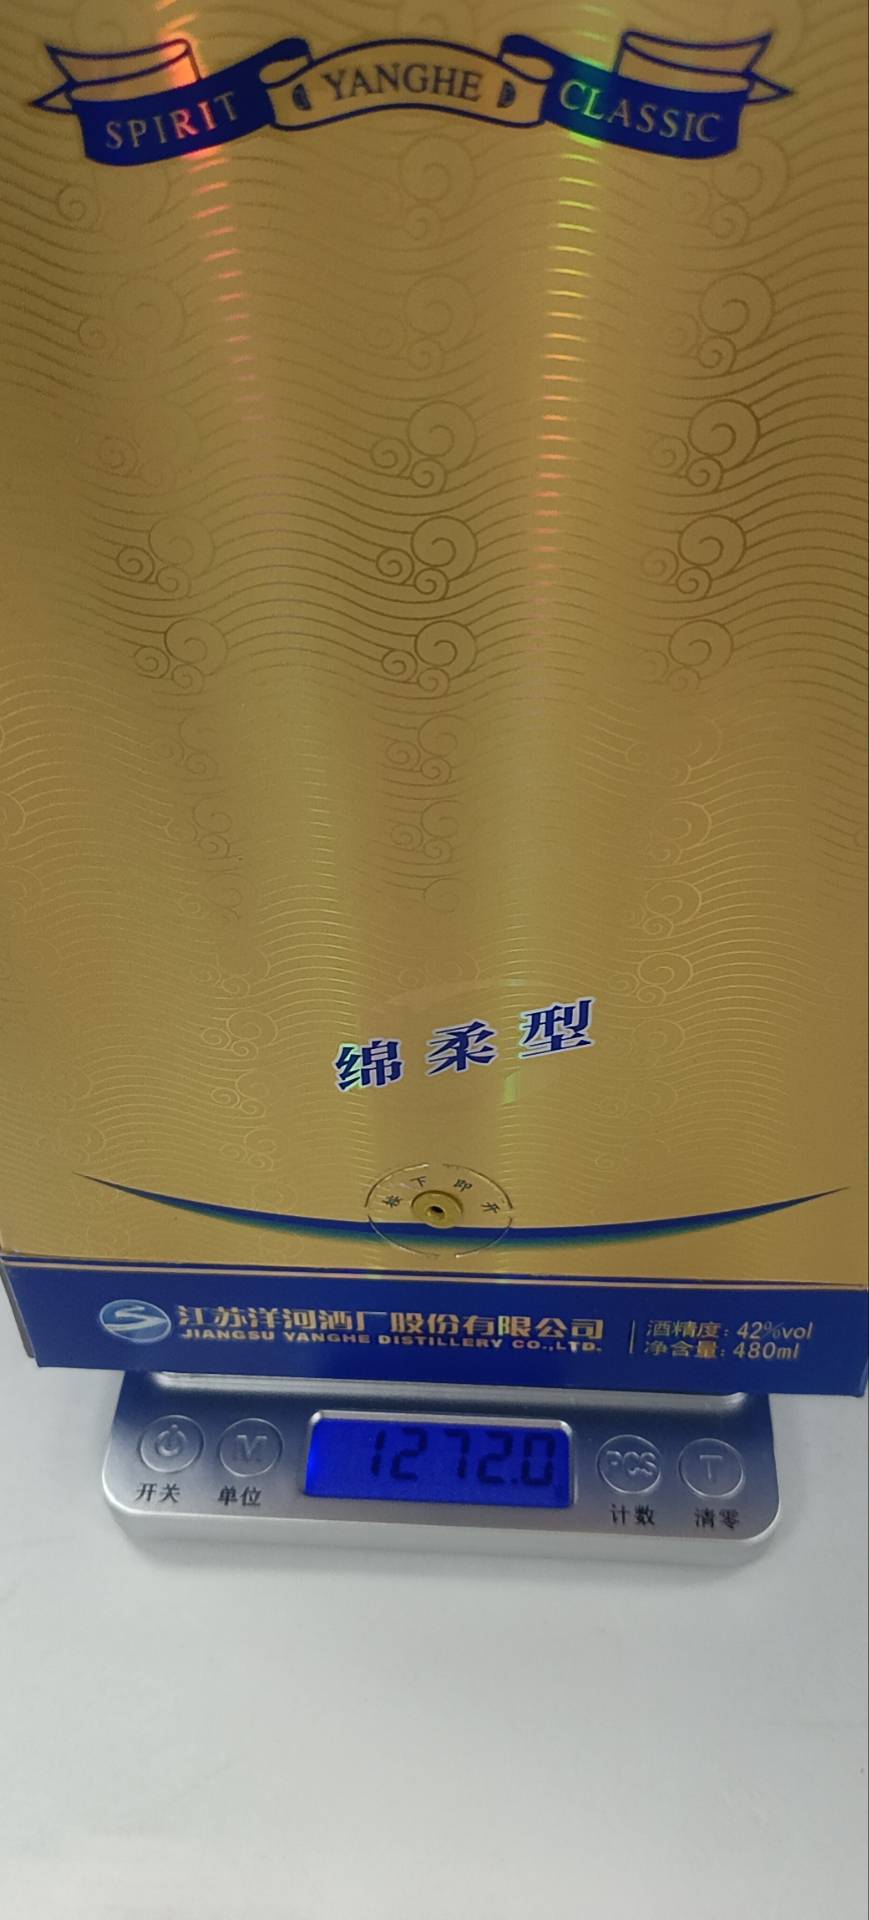 SPIRIT YANGHE CLASSIC
绵柔型
按下即开
江苏洋河酒厂股份有限公司
JIANGSU YANGHE DISTILLERY CO.,LTD.
酒精度: 42%vol
净含量: 480ml
1272.0
M PCS T
开关 单位 计数 清零